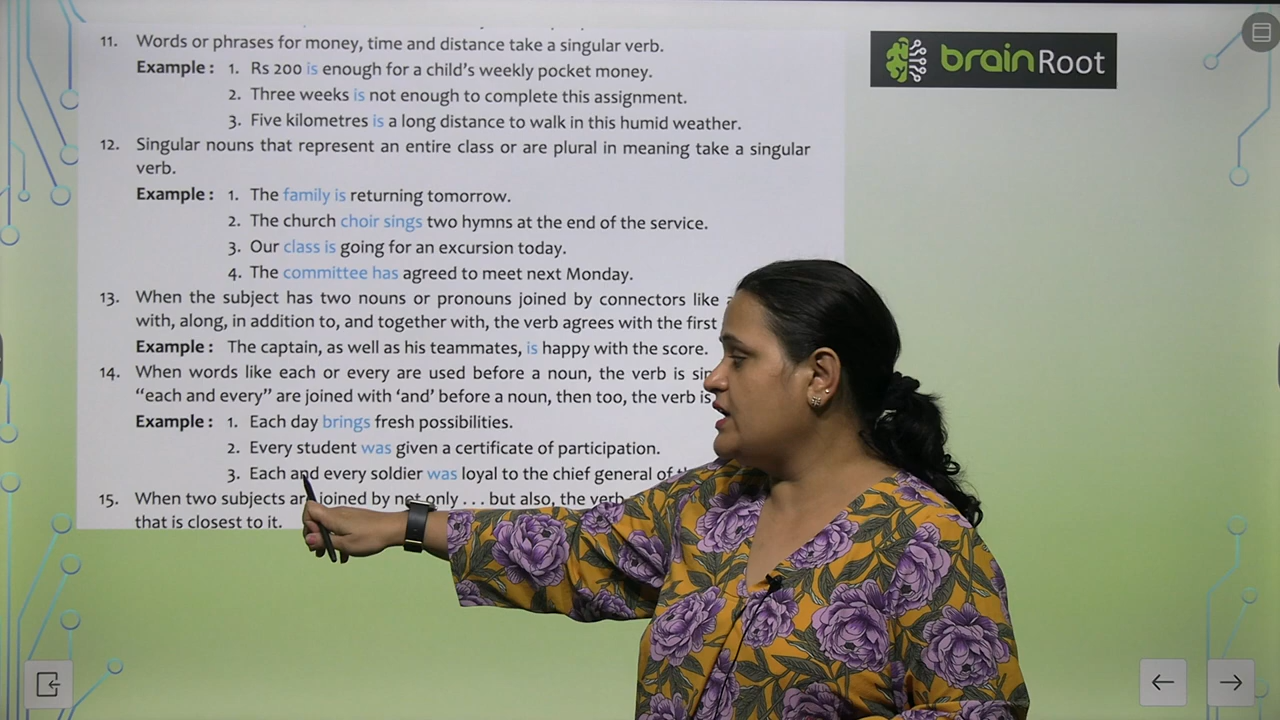 11. Words or phrases for money, time and distance take a singular verb.
Example : 1. Rs 200 is enough for a child's weekly pocket money.
2. Three weeks is not enough to complete this assignment.
3. Five kilometres is a long distance to walk in this humid weather.
12. Singular nouns that represent an entire class or are plural in meaning take a singular
verb.
Example : 1. The family is returning tomorrow.
2. The church choir sings two hymns at the end of the service.
3. Our class is going for an excursion today.
4. The committee has agreed to meet next Monday.
13. When the subject has two nouns or pronouns joined by connectors like
with, along, in addition to, and together with, the verb agrees with the first
Example : The captain, as well as his teammates, is happy with the score.
14. When words like each or every are used before a noun, the verb is
"each and every" are joined with 'and' before a noun, then too, the verb is
Example : 1. Each day brings fresh possibilities.
2. Every student was given a certificate of participation.
3. Each and every soldier was loyal to the chief general of
15. When two subjects are joined by not only . . . but also, the verb
that is closest to it.
brainRoot